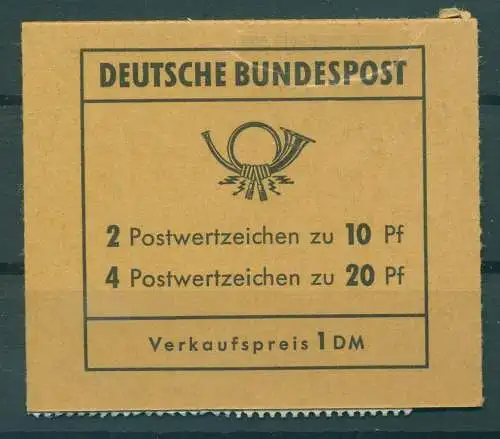 DEUTSCHE BUNDESPOST
2 Postwertzeichen zu 10 Pf
4 Postwertzeichen zu 20 Pf
Verkaufspreis 1 DM